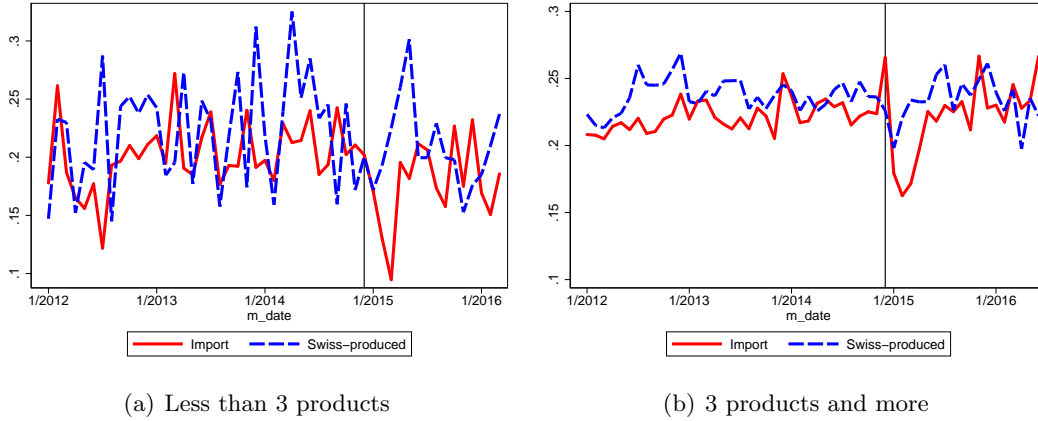 .3
.25
.2
.15
.1
1/2012 1/2013 1/2014 1/2015 1/2016
m_date
Import Swiss−produced
(a) Less than 3 products
.3
.25
.2
.15
.1
1/2012 1/2013 1/2014 1/2015 1/2016
m_date
Import Swiss−produced
(b) 3 products and more